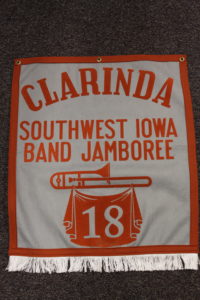 CLARINDA
SOUTHWEST IOWA
BAND JAMBOREE
18